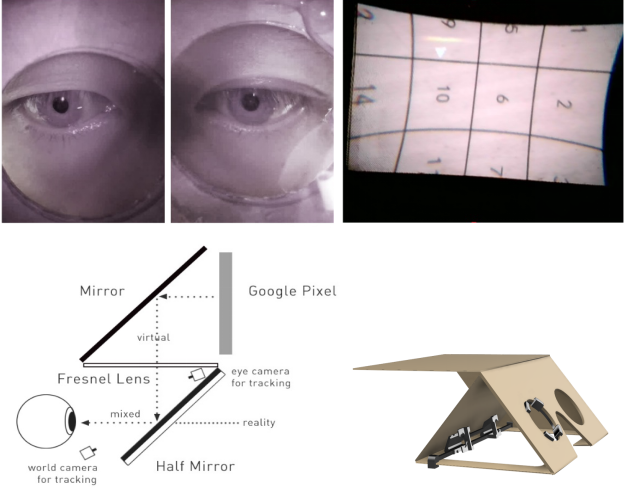 9 5 1
14 10 6 2
7
Mirror
Google Pixel
virtual
Fresnel Lens
eye camera
for tracking
mixed
reality
world camera
for tracking
Half Mirror